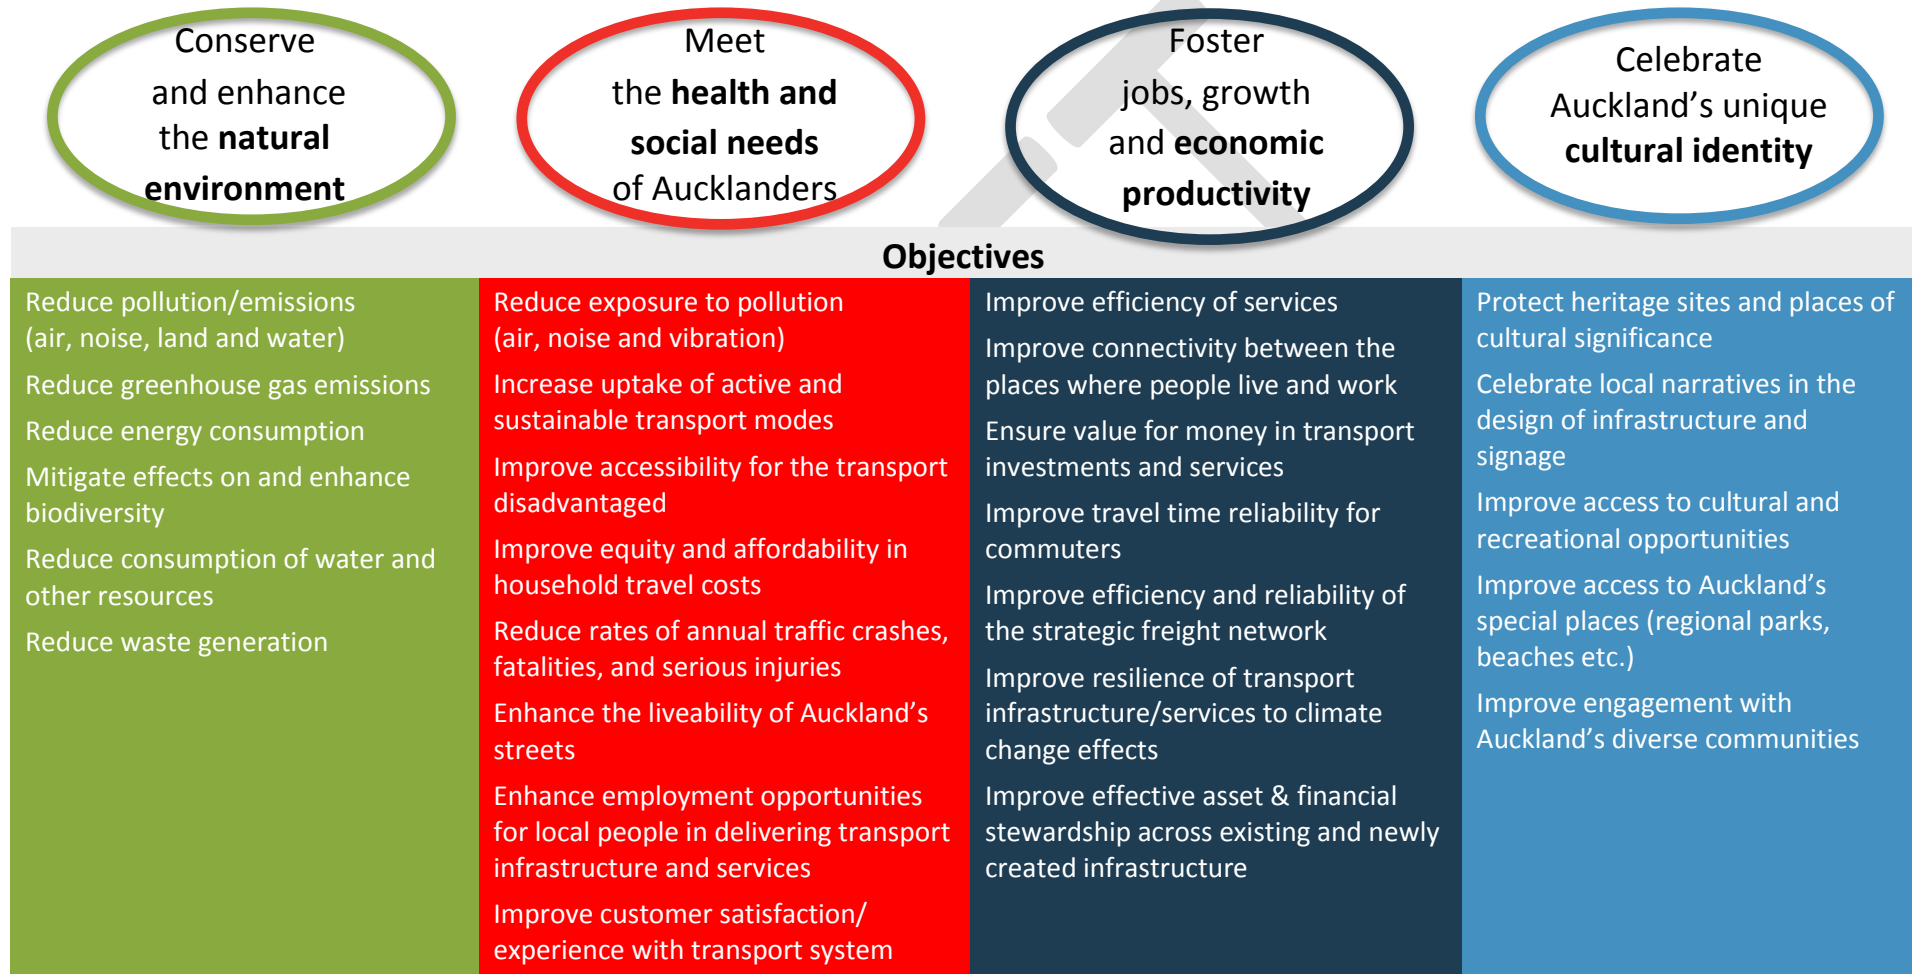 Conserve
and enhance
the natural
environment
Meet
the health and
social needs
of Aucklanders
Foster
jobs, growth
and economic
productivity
Celebrate
Auckland’s unique
cultural identity
Objectives
Reduce pollution/emissions
(air, noise, land and water)
Reduce greenhouse gas emissions
Reduce energy consumption
Mitigate effects on and enhance
biodiversity
Reduce consumption of water and
other resources
Reduce waste generation
Reduce exposure to pollution
(air, noise and vibration)
Increase uptake of active and
sustainable transport modes
Improve accessibility for the transport
disadvantaged
Improve equity and affordability in
household travel costs
Reduce rates of annual traffic crashes,
fatalities, and serious injuries
Enhance the liveability of Auckland’s
streets
Enhance employment opportunities
for local people in delivering transport
infrastructure and services
Improve customer satisfaction/
experience with transport system
Improve efficiency of services
Improve connectivity between the
places where people live and work
Ensure value for money in transport
investments and services
Improve travel time reliability for
commuters
Improve efficiency and reliability of
the strategic freight network
Improve resilience of transport
infrastructure/services to climate
change effects
Improve effective asset & financial
stewardship across existing and newly
created infrastructure
Protect heritage sites and places of
cultural significance
Celebrate local narratives in the
design of infrastructure and
signage
Improve access to cultural and
recreational opportunities
Improve access to Auckland’s
special places (regional parks,
beaches etc.)
Improve engagement with
Auckland’s diverse communities